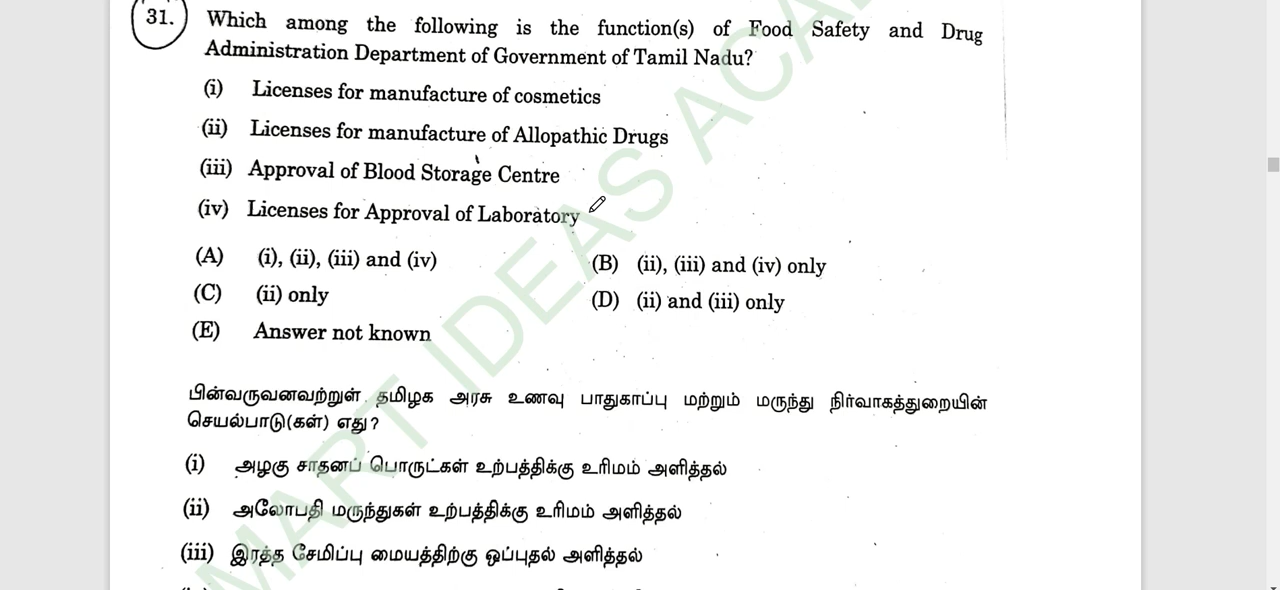 31. Which among the following is the function(s) of Food Safety and Drug
Administration Department of Government of Tamil Nadu?
(i) Licenses for manufacture of cosmetics
(ii) Licenses for manufacture of Allopathic Drugs
(iii) Approval of Blood Storage Centre
(iv) Licenses for Approval of Laboratory
(A) (i), (ii), (iii) and (iv) (B) (ii), (iii) and (iv) only
(C) (ii) only (D) (ii) and (iii) only
(E) Answer not known
பின்வருவனவற்றுள் தமிழக அரசு உணவு பாதுகாப்பு மற்றும் மருந்து நிர்வாகத்துறையின்
செயல்பாடு(கள்) எது?
(i) அழகு சாதனப் பொருட்கள் உற்பத்திக்கு உரிமம் அளித்தல்
(ii) அலோபதி மருந்துகள் உற்பத்திக்கு உரிமம் அளித்தல்
(iii) இரத்த சேமிப்பு மையத்திற்கு ஒப்புதல் அளித்தல்
MART IDEAS ACA